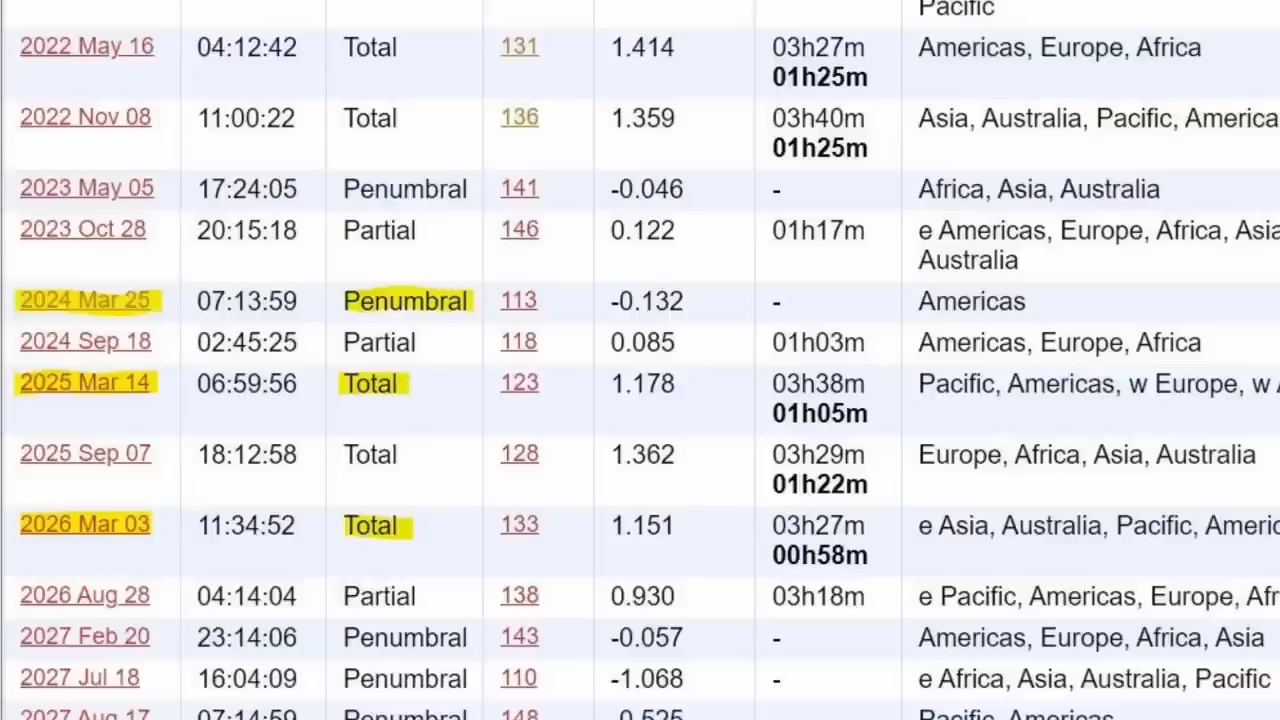 Pacific
2022 May 16 04:12:42 Total 131 1.414 03h27m Americas, Europe, Africa
01h25m
2022 Nov 08 11:00:22 Total 136 1.359 03h40m Asia, Australia, Pacific, America
01h25m
2023 May 05 17:24:05 Penumbral 141 -0.046 - Africa, Asia, Australia
2023 Oct 28 20:15:18 Partial 146 0.122 01h17m e Americas, Europe, Africa, Asia
Australia
2024 Mar 25 07:13:59 Penumbral 113 -0.132 - Americas
2024 Sep 18 02:45:25 Partial 118 0.085 01h03m Americas, Europe, Africa
2025 Mar 14 06:59:56 Total 123 1.178 03h38m Pacific, Americas, w Europe, w
01h05m
2025 Sep 07 18:12:58 Total 128 1.362 03h29m Europe, Africa, Asia, Australia
01h22m
2026 Mar 03 11:34:52 Total 133 1.151 03h27m e Asia, Australia, Pacific, Americ
00h58m
2026 Aug 28 04:14:04 Partial 138 0.930 03h18m e Pacific, Americas, Europe, Afr
2027 Feb 20 23:14:06 Penumbral 143 -0.057 - Americas, Europe, Africa, Asia
2027 Jul 18 16:04:09 Penumbral 110 -1.068 - e Africa, Asia, Australia, Pacific
2027 Aug 17 07:14:59 Penumbral 148 -0.525 Pacific, Americas